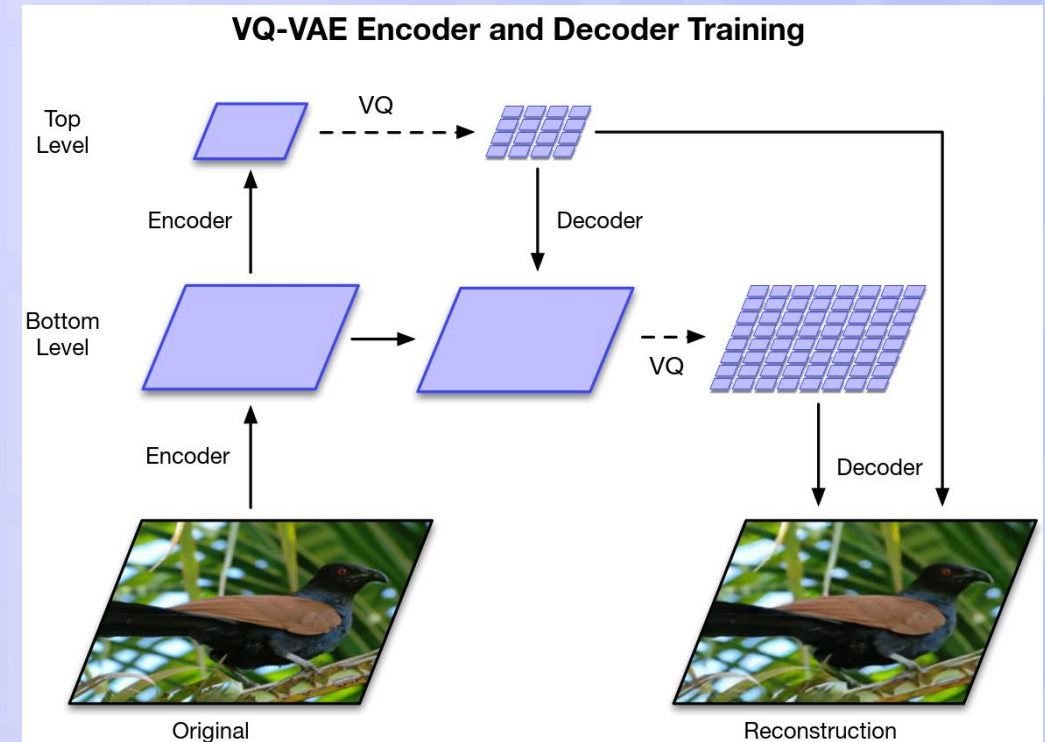 VQ-VAE Encoder and Decoder Training
Top
Level
VQ
Encoder
Decoder
Bottom
Level
VQ
Encoder
Decoder
Original
Reconstruction